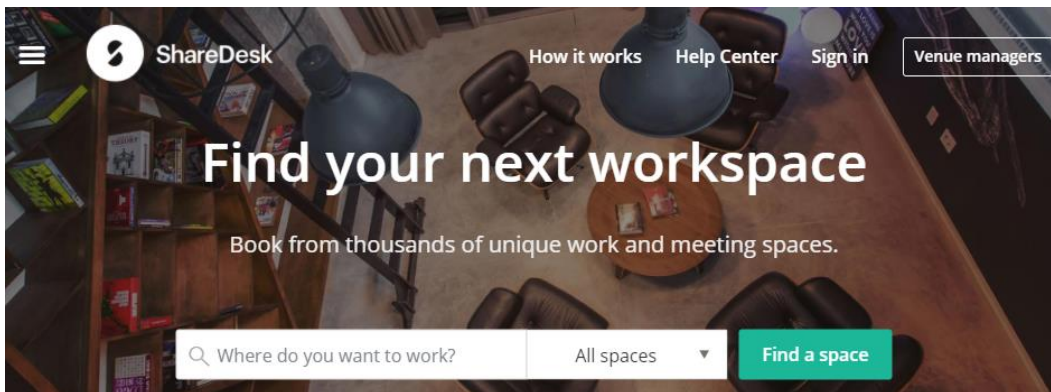 ShareDesk
How it works
Help Center
Sign in
Venue managers
Find your next workspace
Book from thousands of unique work and meeting spaces.
Where do you want to work?
All spaces
Find a space